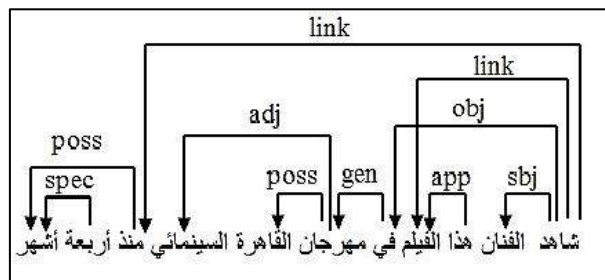 link
link
adj
obj
poss
spec
poss
gen
app
sbj
شاهد الفنان هذا الفيلم في مهرجان القاهرة السينمائي منذ أربعة أشهر